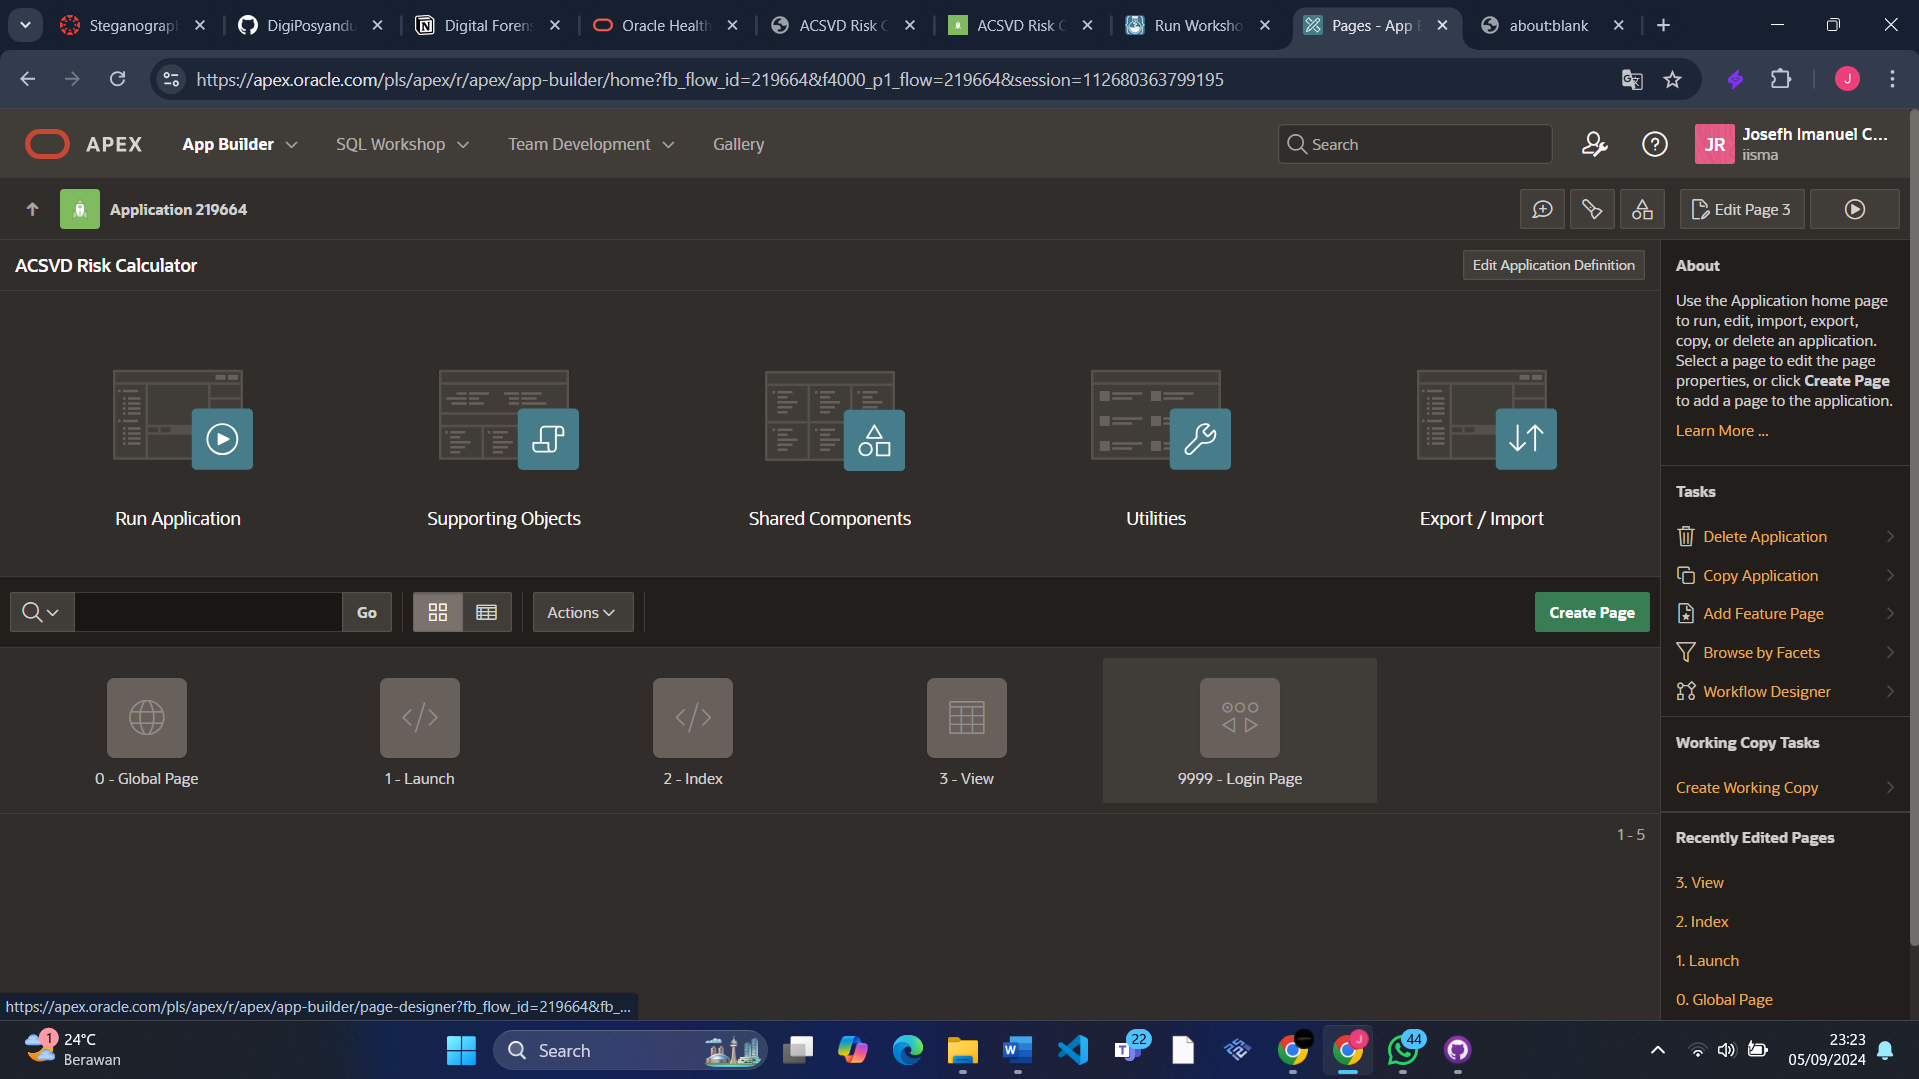 Steganograp
DigiPosyandu
Digital Foren
Oracle Health
ACSVD Risk C
ACSVD Risk C
Run Worksho
Pages - App B
about:blank
https://apex.oracle.com/pls/apex/r/apex/app-builder/home?fb_flow_id=219664&f4000_p1_flow=219664&session=112680363799195
J
APEX
App Builder
SQL Workshop
Team Development
Gallery
Search
JR
Josefh Imanuel C...
iisma
Application 219664
Edit Page 3
ACSVD Risk Calculator
Edit Application Definition
Run Application
Supporting Objects
Shared Components
Utilities
Export / Import
Go
Actions
Create Page
0 - Global Page
1 - Launch
2 - Index
3 - View
9999 - Login Page
1 - 5
About
Use the Application home page
to run, edit, import, export,
copy, or delete an application.
Select a page to edit the page
properties, or click Create Page
to add a page to the application.
Learn More ...
Tasks
Delete Application
Copy Application
Add Feature Page
Browse by Facets
Workflow Designer
Working Copy Tasks
Create Working Copy
Recently Edited Pages
3. View
2. Index
1. Launch
0. Global Page
https://apex.oracle.com/pls/apex/r/apex/app-builder/page-designer?fb_flow_id=219664&fb_...
1
24°C
Berawan
Search
22
J
44
23:23
05/09/2024